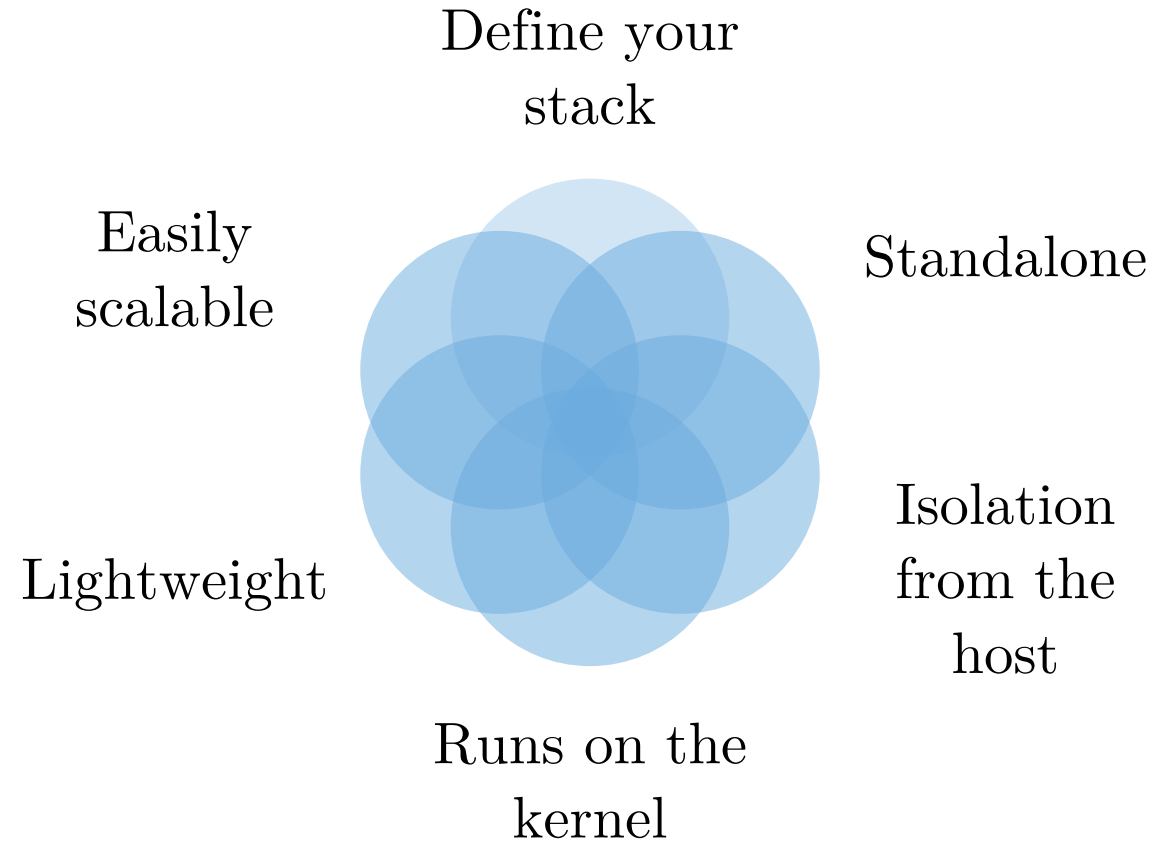 Define your
stack
Easily
scalable
Standalone
Lightweight
Isolation
from the
host
Runs on the
kernel